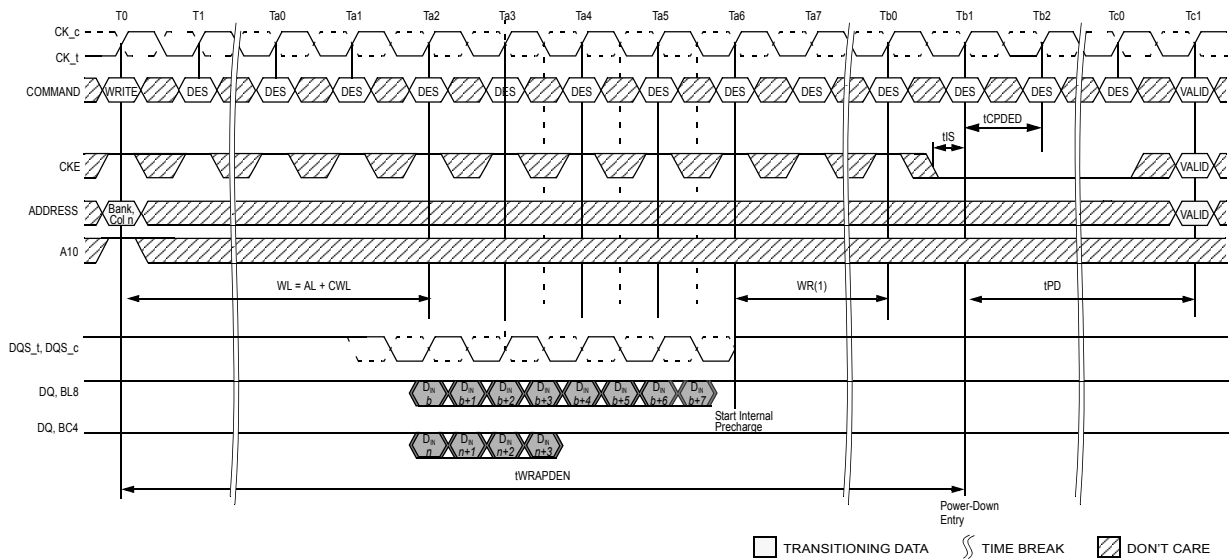 T0 T1 Ta0 Ta1 Ta2 Ta3 Ta4 Ta5 Ta6 Ta7 Tb0 Tb1 Tb2 Tc0 Tc1
CK_c
CK_t
COMMAND WRITE DES DES DES DES DES DES DES DES DES DES DES DES DES VALID
tCPDED
tIS
CKE VALID
ADDRESS Bank, Col n VALID
A10
WL = AL + CWL WR(1) tPD
DQS_t, DQS_c
DQ, BL8 DIN b DIN b+1 DIN b+2 DIN b+3 DIN b+4 DIN b+5 DIN b+6 DIN b+7
Start Internal
Precharge
DQ, BC4 DIN n DIN n+1 DIN n+2 DIN n+3
tWRAPDEN
Power-Down
Entry
TRANSITIONING DATA TIME BREAK DON'T CARE